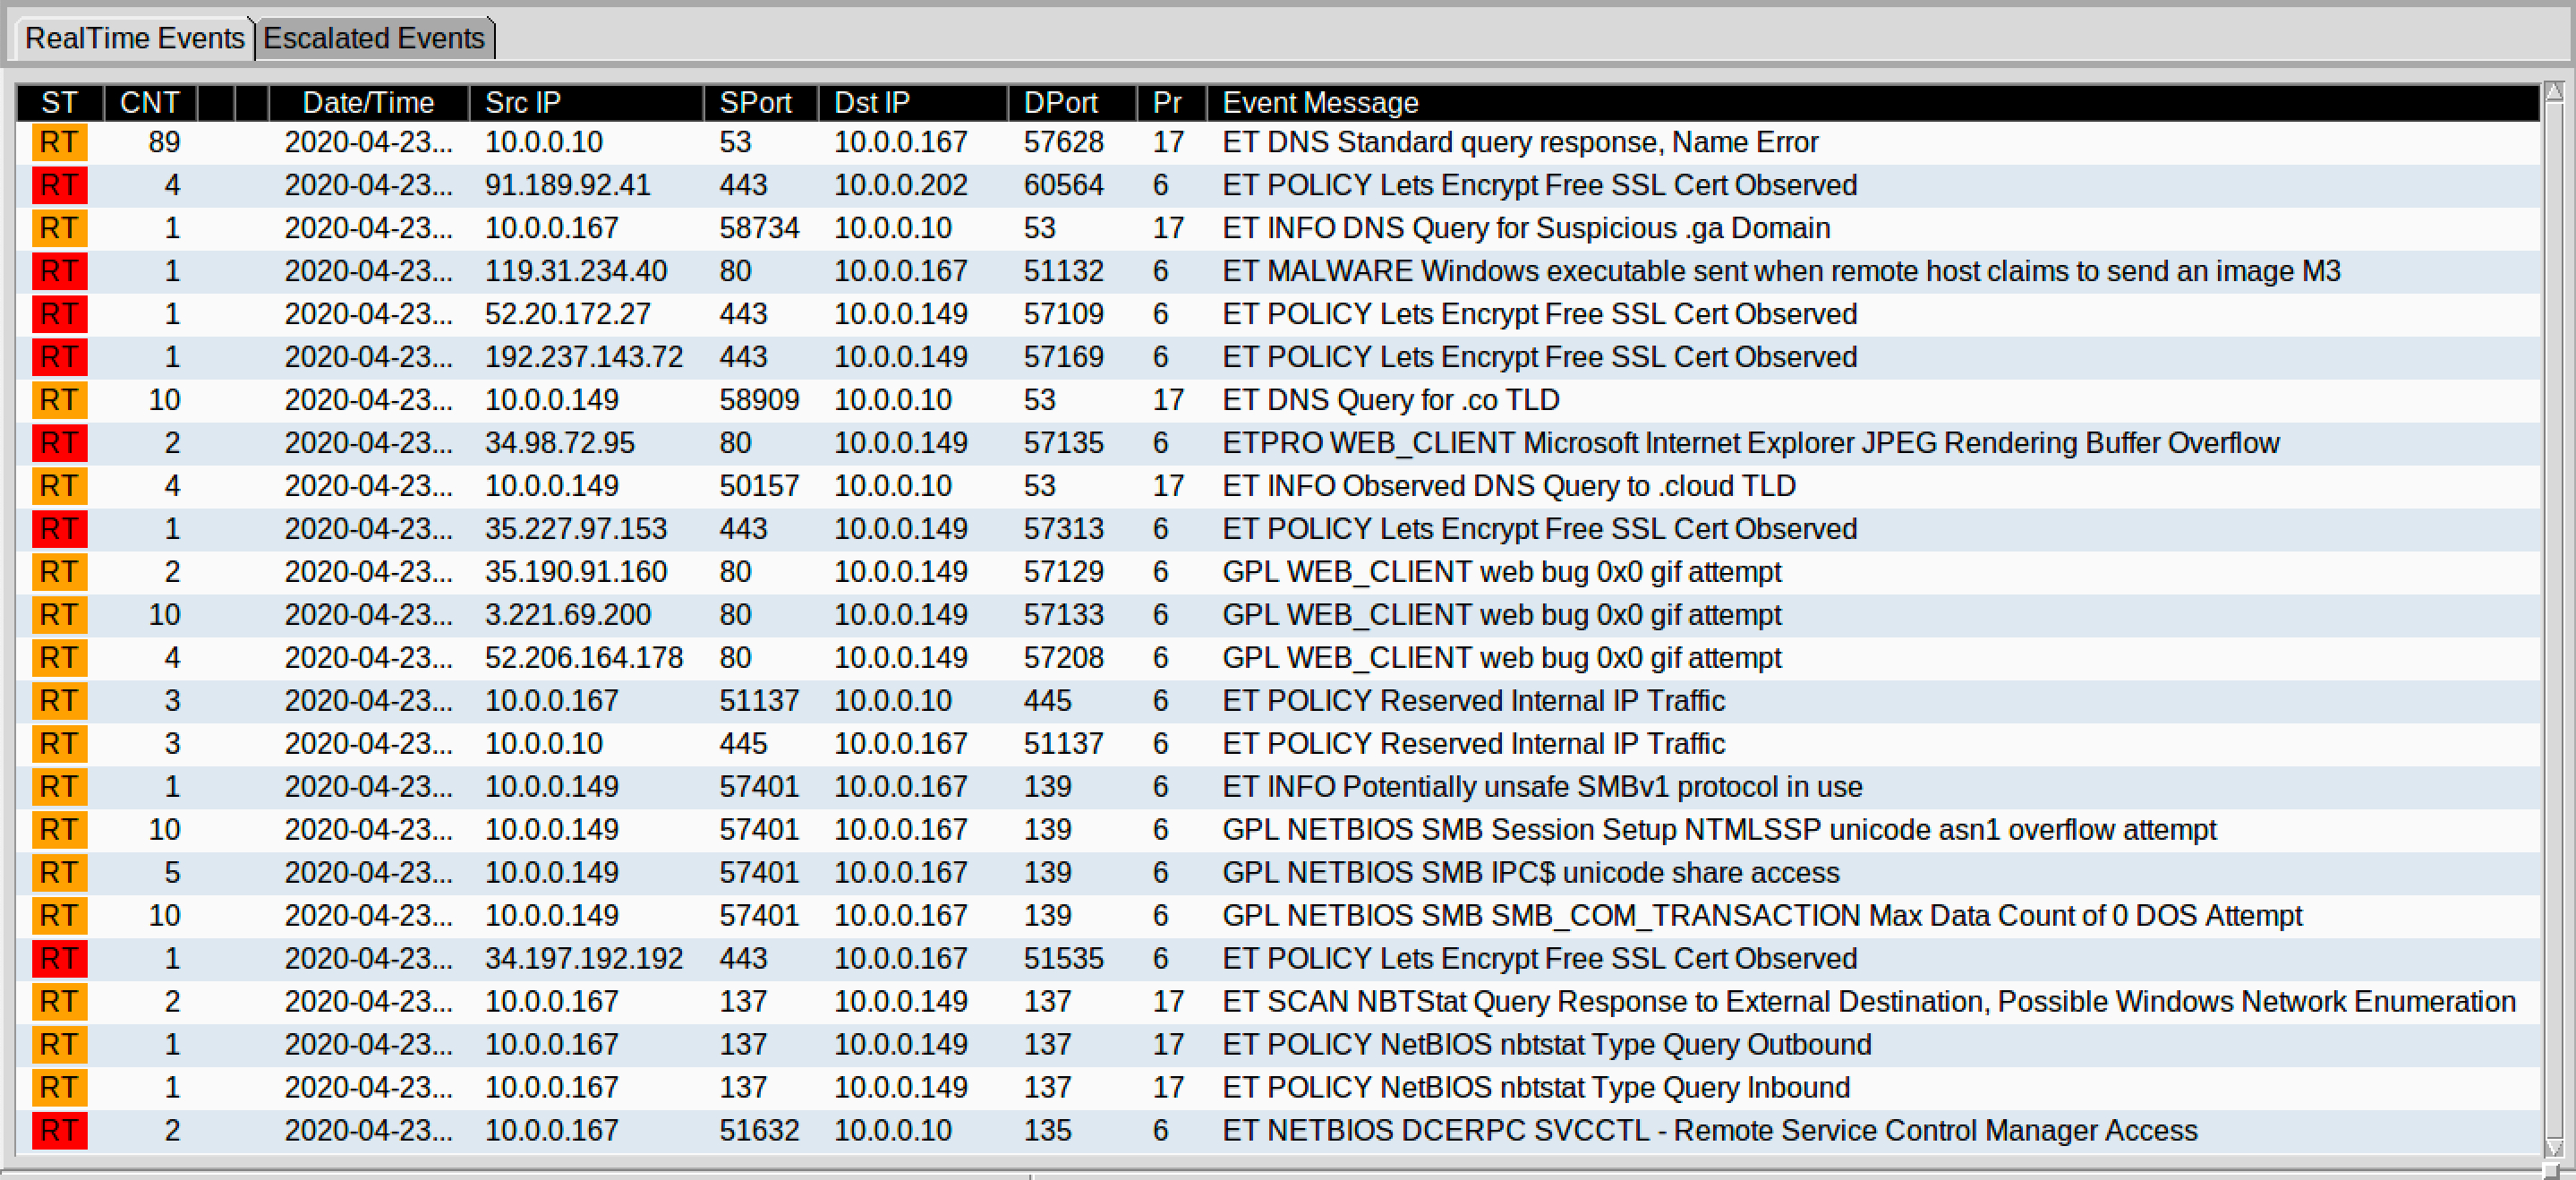 RealTime Events Escalated Events
ST CNT Date/Time Src IP SPort Dst IP DPort Pr Event Message
RT 89 2020-04-23... 10.0.0.10 53 10.0.0.167 57628 17 ET DNS Standard query response, Name Error
RT 4 2020-04-23... 91.189.92.41 443 10.0.0.202 60564 6 ET POLICY Lets Encrypt Free SSL Cert Observed
RT 1 2020-04-23... 10.0.0.167 58734 10.0.0.10 53 17 ET INFO DNS Query for Suspicious .ga Domain
RT 1 2020-04-23... 119.31.234.40 80 10.0.0.167 51132 6 ET MALWARE Windows executable sent when remote host claims to send an image M3
RT 1 2020-04-23... 52.20.172.27 443 10.0.0.149 57109 6 ET POLICY Lets Encrypt Free SSL Cert Observed
RT 1 2020-04-23... 192.237.143.72 443 10.0.0.149 57169 6 ET POLICY Lets Encrypt Free SSL Cert Observed
RT 10 2020-04-23... 10.0.0.149 58909 10.0.0.10 53 17 ET DNS Query for .co TLD
RT 2 2020-04-23... 34.98.72.95 80 10.0.0.149 57135 6 ETPRO WEB_CLIENT Microsoft Internet Explorer JPEG Rendering Buffer Overflow
RT 4 2020-04-23... 10.0.0.149 50157 10.0.0.10 53 17 ET INFO Observed DNS Query to .cloud TLD
RT 1 2020-04-23... 35.227.97.153 443 10.0.0.149 57313 6 ET POLICY Lets Encrypt Free SSL Cert Observed
RT 2 2020-04-23... 35.190.91.160 80 10.0.0.149 57129 6 GPL WEB_CLIENT web bug 0x0 gif attempt
RT 10 2020-04-23... 3.221.69.200 80 10.0.0.149 57133 6 GPL WEB_CLIENT web bug 0x0 gif attempt
RT 4 2020-04-23... 52.206.164.178 80 10.0.0.149 57208 6 GPL WEB_CLIENT web bug 0x0 gif attempt
RT 3 2020-04-23... 10.0.0.167 51137 10.0.0.10 445 6 ET POLICY Reserved Internal IP Traffic
RT 3 2020-04-23... 10.0.0.10 445 10.0.0.167 51137 6 ET POLICY Reserved Internal IP Traffic
RT 1 2020-04-23... 10.0.0.149 57401 10.0.0.167 139 6 ET INFO Potentially unsafe SMBv1 protocol in use
RT 10 2020-04-23... 10.0.0.149 57401 10.0.0.167 139 6 GPL NETBIOS SMB Session Setup NTMLSSP unicode asn1 overflow attempt
RT 5 2020-04-23... 10.0.0.149 57401 10.0.0.167 139 6 GPL NETBIOS SMB IPC$ unicode share access
RT 10 2020-04-23... 10.0.0.149 57401 10.0.0.167 139 6 GPL NETBIOS SMB SMB_COM_TRANSACTION Max Data Count of 0 DOS Attempt
RT 1 2020-04-23... 34.197.192.192 443 10.0.0.167 51535 6 ET POLICY Lets Encrypt Free SSL Cert Observed
RT 2 2020-04-23... 10.0.0.167 137 10.0.0.149 137 17 ET SCAN NBTStat Query Response to External Destination, Possible Windows Network Enumeration
RT 1 2020-04-23... 10.0.0.167 137 10.0.0.149 137 17 ET POLICY NetBIOS nbtstat Type Query Outbound
RT 1 2020-04-23... 10.0.0.167 137 10.0.0.149 137 17 ET POLICY NetBIOS nbtstat Type Query Inbound
RT 2 2020-04-23... 10.0.0.167 51632 10.0.0.10 135 6 ET NETBIOS DCERPC SVCCTL - Remote Service Control Manager Access